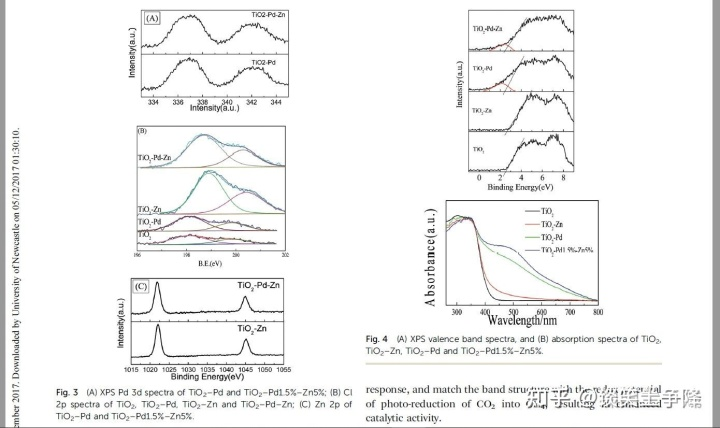 ember 2017. Downloaded by University of Newcastle on 05/12/2017 01:30:10.
(A)
TiO2-Pd-Zn
TiO2-Pd
Intensity(a.u.)
334 336 338 340 342 344
Intensity(a.u.)
(B)
TiO2-Pd-Zn
TiO2-Zn
TiO2-Pd
TiO2
196 198 200 202
B.E.(eV)
(C)
TiO2-Pd-Zn
TiO2-Zn
Intensity(a.u.)
1015 1020 1025 1030 1035 1040 1045 1050 1055
Binding Energy(eV)
Fig. 3 (A) XPS Pd 3d spectra of TiO2–Pd and TiO2–Pd1.5%–Zn5%; (B) Cl
2p spectra of TiO2, TiO2–Pd, TiO2–Zn and TiO2–Pd–Zn; (C) Zn 2p of
TiO2–Pd and TiO2–Pd1.5%–Zn5%.
TiO2-Pd-Zn
TiO2-Pd
TiO2-Zn
TiO2
Intensity(a.u.)
0 2 4 6 8
Binding Energy(eV)
TiO2
TiO2-Zn
TiO2-Pd
TiO2-Pd1.5%-Zn5%
Absorbance(a.u.)
300 400 500 600 700 800
Wavelength/nm
Fig. 4 (A) XPS valence band spectra, and (B) absorption spectra of TiO2,
TiO2–Zn, TiO2–Pd and TiO2–Pd1.5%–Zn5%.
response, and match the band structure
of photo-reduction of CO2 into CH4, resulting in enhanced
catalytic activity.
知乎